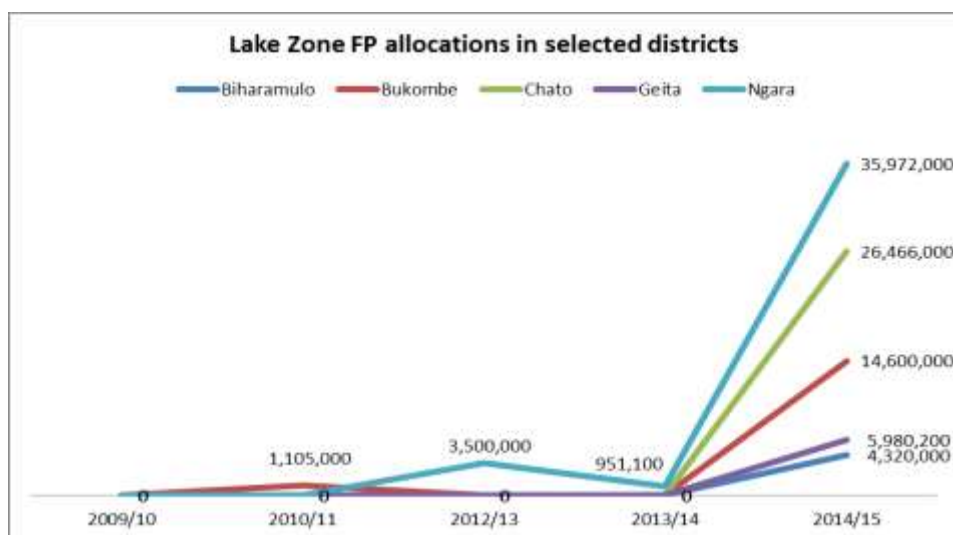 Lake Zone FP allocations in selected districts
Biharamulo Bukombe Chato Geita Ngara
35,972,000
26,466,000
14,600,000
5,980,200
4,320,000
3,500,000
1,105,000
951,100
0 0 0 0
2009/10 2010/11 2012/13 2013/14 2014/15